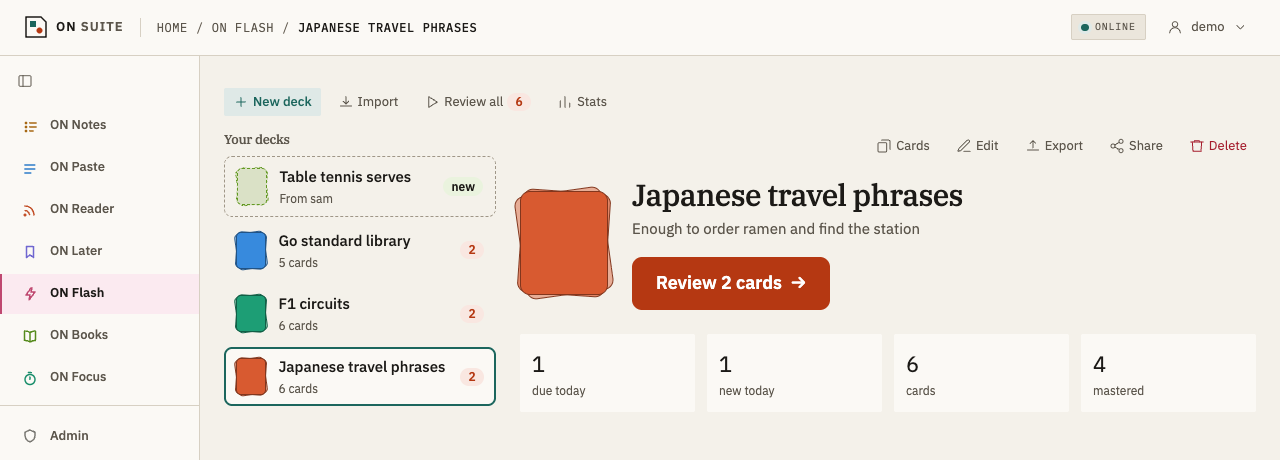 ON SUITE
HOME / ON FLASH / JAPANESE TRAVEL PHRASES
ONLINE
demo
ON Notes
ON Paste
ON Reader
ON Later
ON Flash
ON Books
ON Focus
Admin
New deck
Import
Review all 6
Stats
Your decks
Table tennis serves
From sam
new
Go standard library
5 cards
2
F1 circuits
6 cards
2
Japanese travel phrases
6 cards
2
Cards
Edit
Export
Share
Delete
Japanese travel phrases
Enough to order ramen and find the station
Review 2 cards →
1
due today
1
new today
6
cards
4
mastered